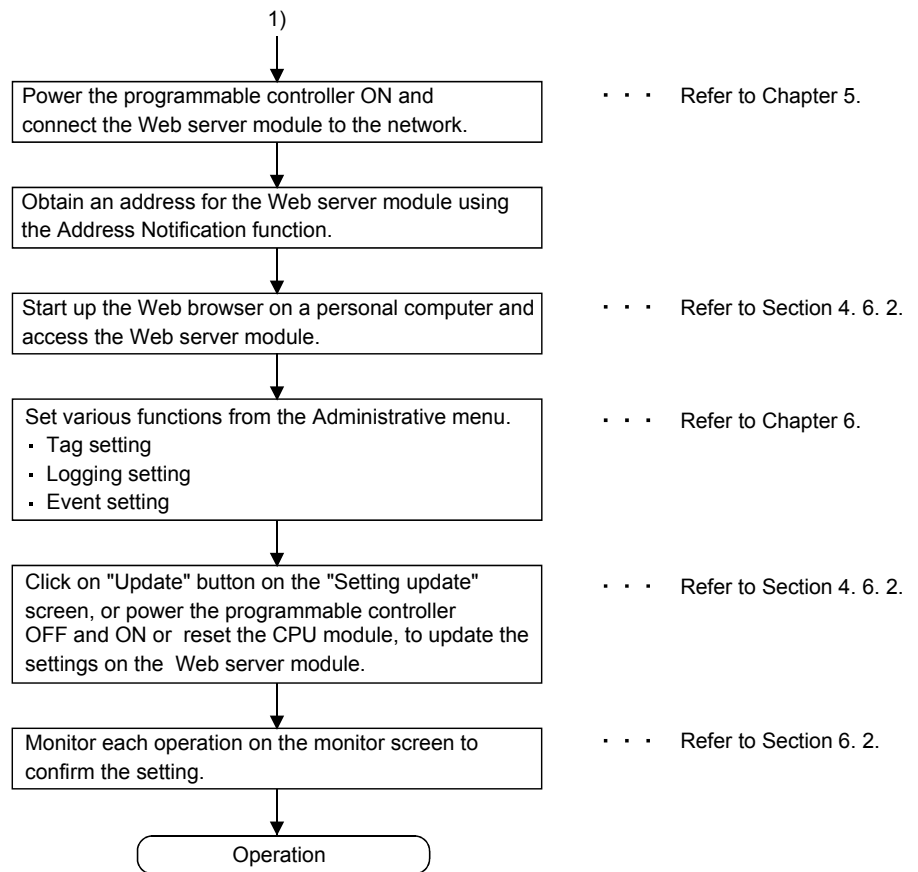 1)
Power the programmable controller ON and
connect the Web server module to the network.
· · · Refer to Chapter 5.
Obtain an address for the Web server module using
the Address Notification function.
Start up the Web browser on a personal computer and
access the Web server module.
· · · Refer to Section 4. 6. 2.
Set various functions from the Administrative menu.
· Tag setting
· Logging setting
· Event setting
· · · Refer to Chapter 6.
Click on "Update" button on the "Setting update"
screen, or power the programmable controller
OFF and ON or reset the CPU module, to update the
settings on the Web server module.
· · · Refer to Section 4. 6. 2.
Monitor each operation on the monitor screen to
confirm the setting.
· · · Refer to Section 6. 2.
Operation